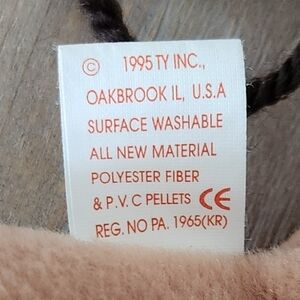 © 1995 TY INC.,
OAKBROOK IL, U.S.A
SURFACE WASHABLE
ALL NEW MATERIAL
POLYESTER FIBER
& P.V.C PELLETS CE
REG. NO PA. 1965(KR)